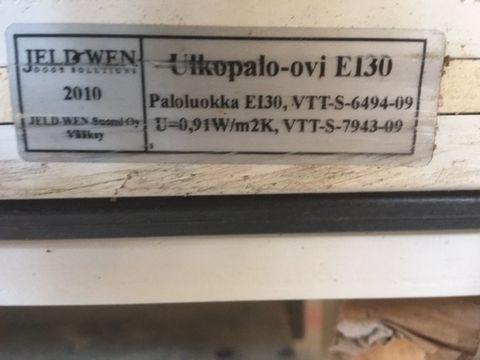 JELD-WEN
DOOR SOLUTIONS
2010
JELD-WEN Suomi Oy
Vääksy
Ulkopalo-ovi EI30
Paloluokka EI30, VTT-S-6494-09
U=0,91W/m2K, VTT-S-7943-09